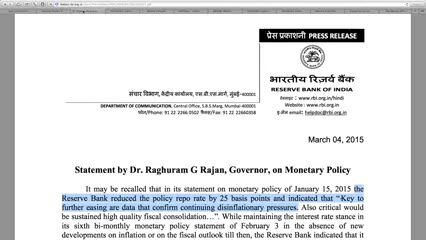 प्रेस प्रकाशनी PRESS RELEASE
भारतीय रिज़र्व बैंक
RESERVE BANK OF INDIA
संचार विभाग, केंद्रीय कार्यालय, एस.बी.एस.मार्ग, मुंबई-400001
वेबसाइट : www.rbi.org.in/hindi
Website : www.rbi.org.in
DEPARTMENT OF COMMUNICATION, Central Office, S.B.S.Marg, Mumbai-400001
ई-मेल email: helpdoc@rbi.org.in
फोन/Phone: 91 22 2266 0502 फैक्स/Fax: 91 22 22660358
March 04, 2015
Statement by Dr. Raghuram G Rajan, Governor, on Monetary Policy
It may be recalled that in its statement on monetary policy of January 15, 2015 the
Reserve Bank reduced the policy repo rate by 25 basis points and indicated that “Key to
further easing are data that confirm continuing disinflationary pressures. Also critical would
be sustained high quality fiscal consolidation…”. While maintaining the interest rate stance in
its sixth bi-monthly monetary policy statement of February 3 in the absence of new
developments on inflation or on the fiscal outlook till then, the Reserve Bank indicated that it